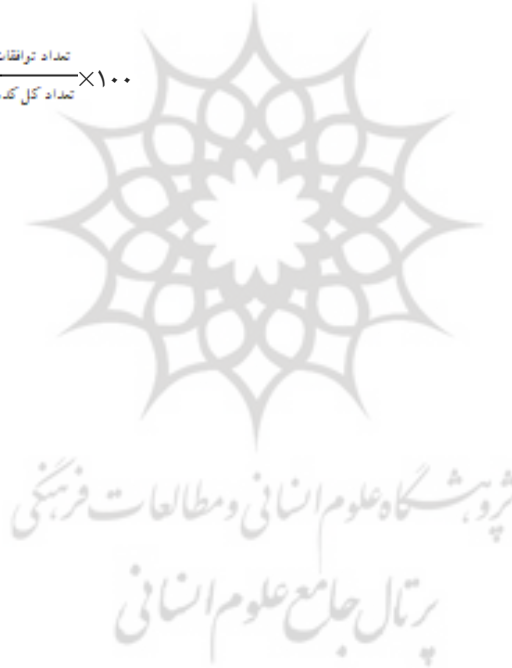 تعداد توافقات
×۱۰۰
تعداد کل کد
پژوهشگاه علوم انسانی و مطالعات فرهنگی
پرتال جامع علوم انسانی